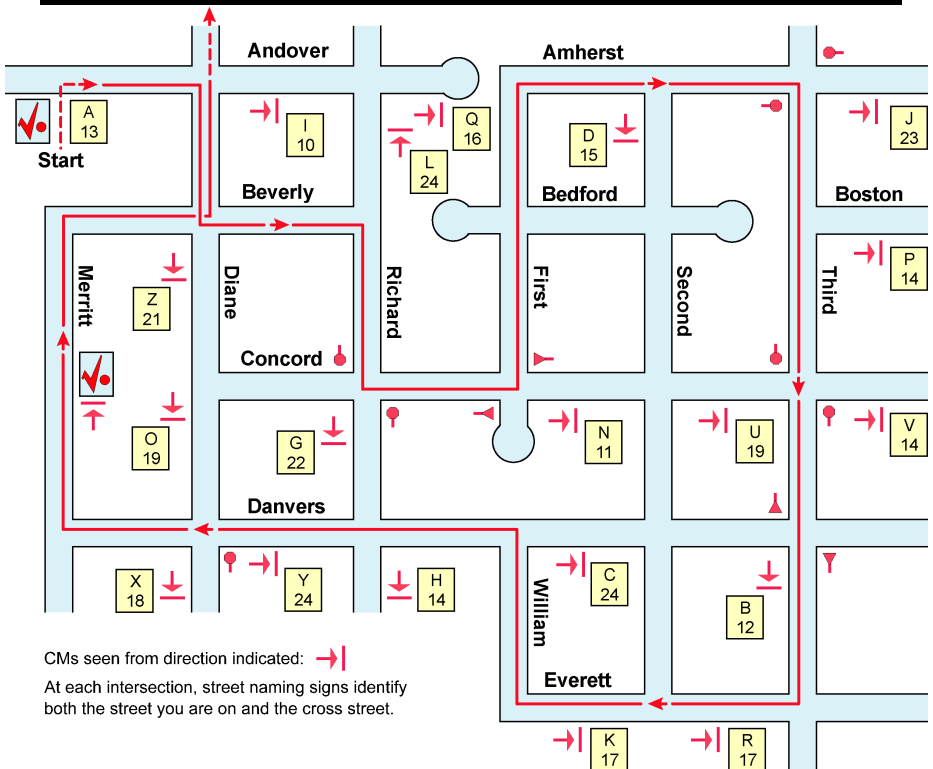 Andover
Amherst
A
13
Start
I
10
Q
16
L
24
D
15
J
23
Beverly
Bedford
Boston
Merritt
Diane
Richard
First
Second
Third
P
14
Z
21
Concord
O
19
G
22
N
11
U
19
V
14
Danvers
X
18
Y
24
H
14
William
C
24
B
12
Everett
CMs seen from direction indicated:
At each intersection, street naming signs identify
both the street you are on and the cross street.
K
17
R
17